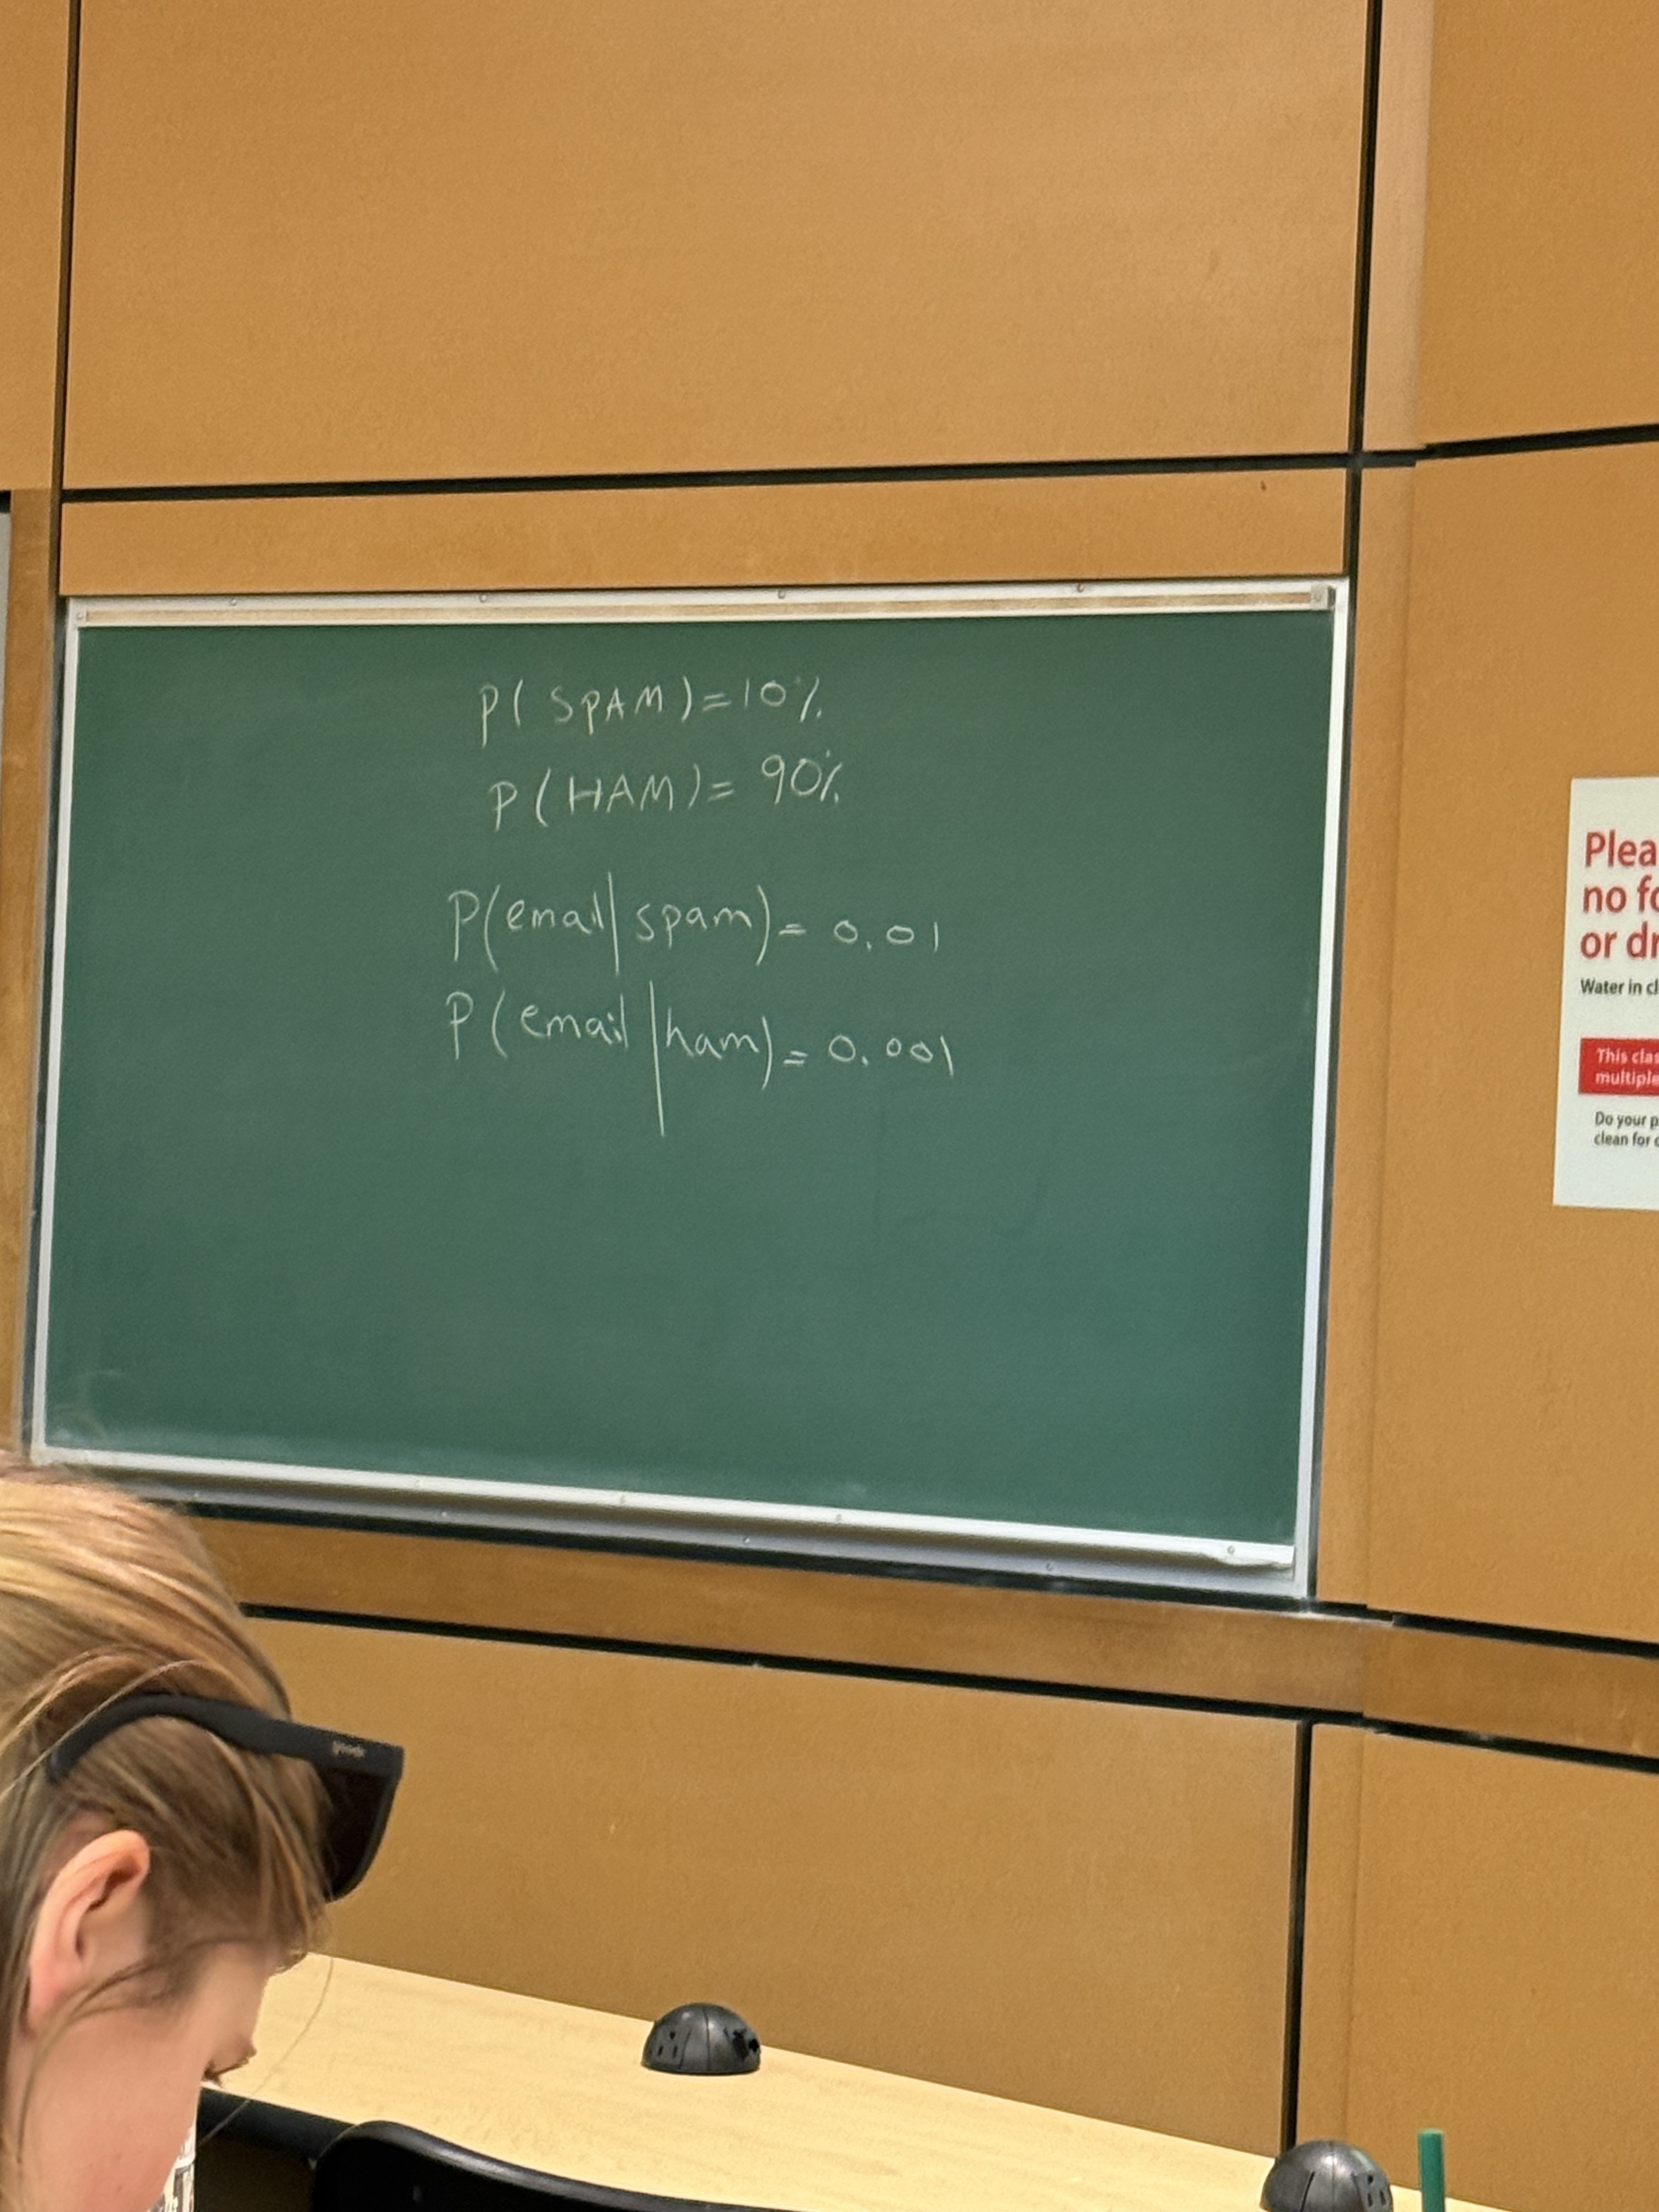 P(SPAM)=10%
P(HAM)=90%
P(email|spam)=0.01
P(email|ham)=0.001
Plea
no fo
or dr
Water in cl
This clas
multiple
Do your p
clean for